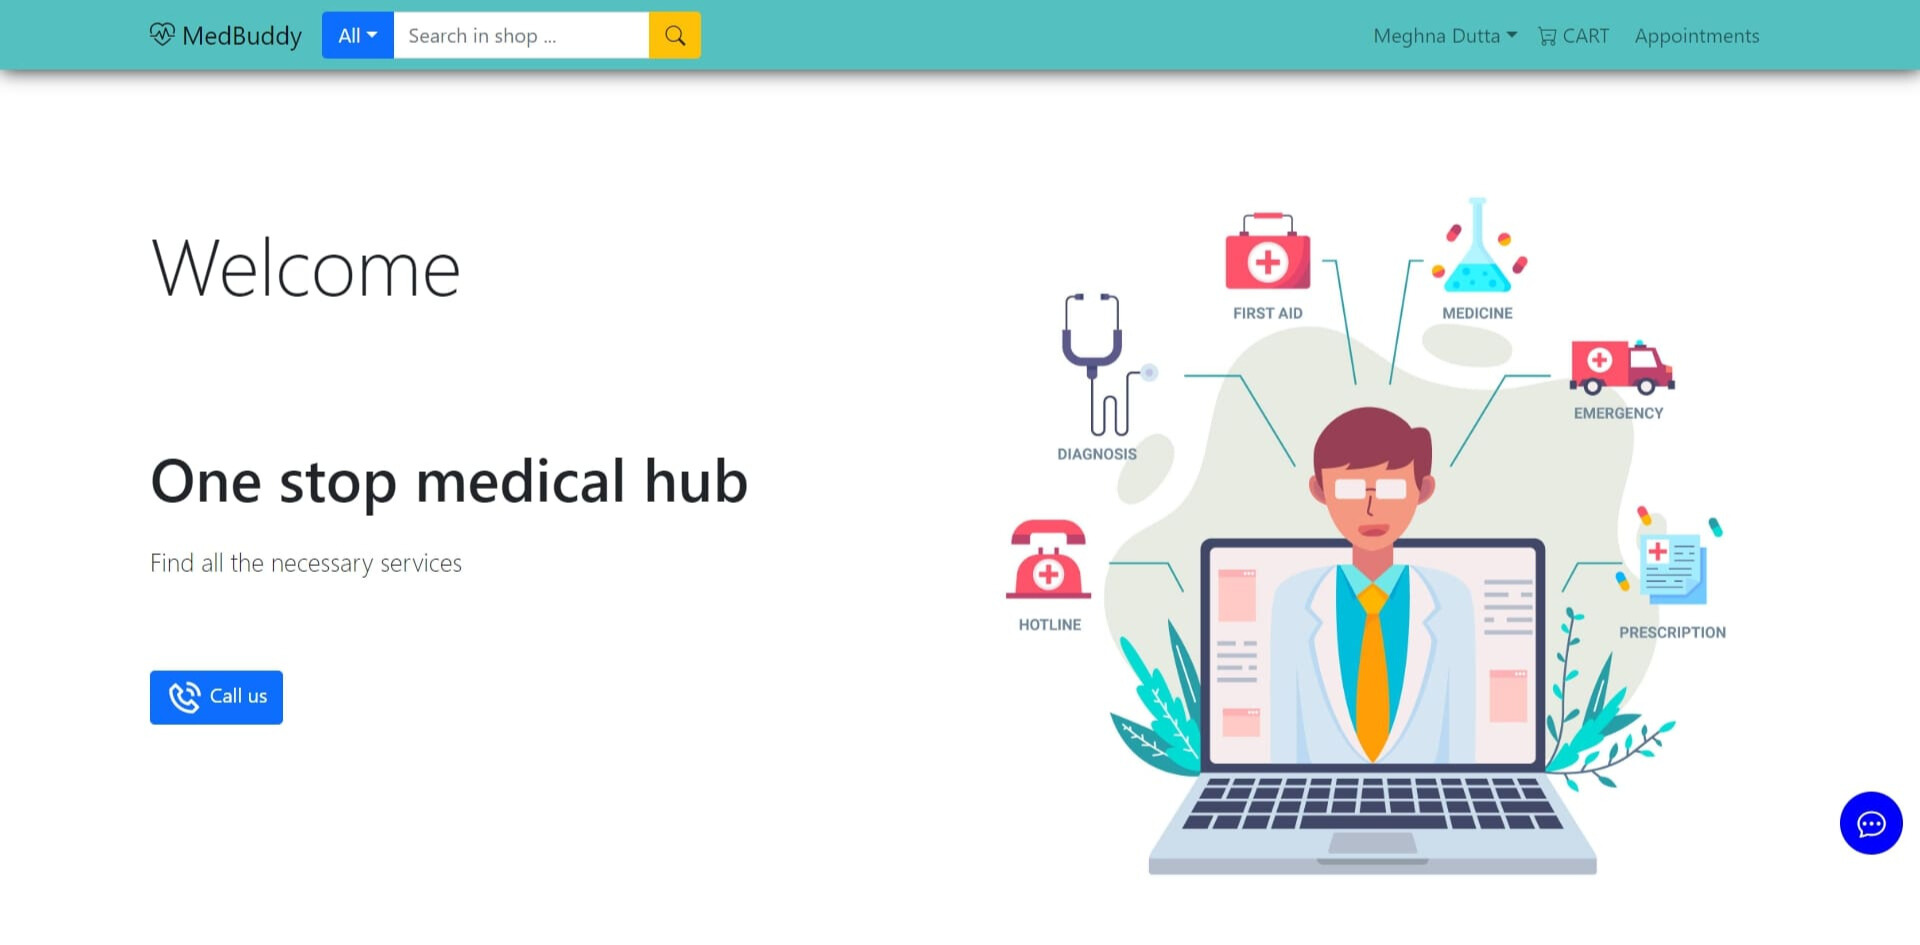 MedBuddy All Search in shop ... Meghna Dutta CART Appointments
Welcome
One stop medical hub
Find all the necessary services
Call us
FIRST AID
MEDICINE
DIAGNOSIS
EMERGENCY
HOTLINE
PRESCRIPTION